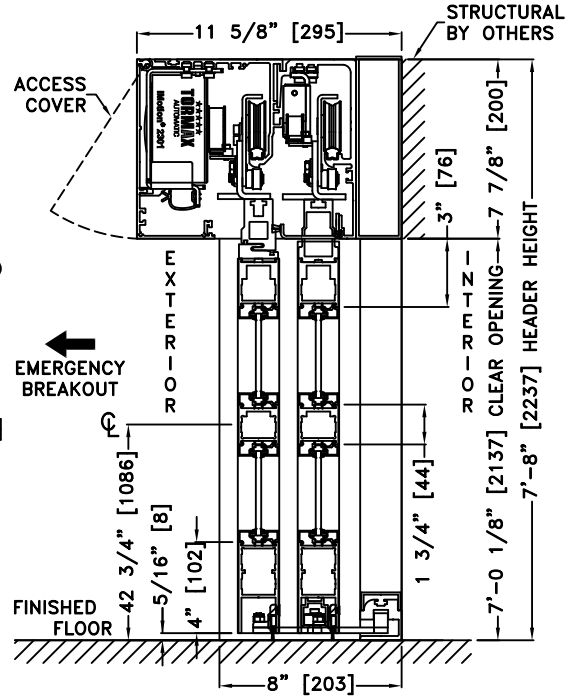 11 5/8" [295]
STRUCTURAL
BY OTHERS
ACCESS
COVER
TORMAX
AUTOMATIC
iMotion® 2301
7 7/8" [200]
3" [76]
EXTERIOR
INTERIOR
EMERGENCY
BREAKOUT
7'-0 1/8" [2137] CLEAR OPENING
7'-8" [2237] HEADER HEIGHT
℄
42 3/4" [1086]
5/16" [8]
4" [102]
1 3/4" [44]
FINISHED
FLOOR
8" [203]